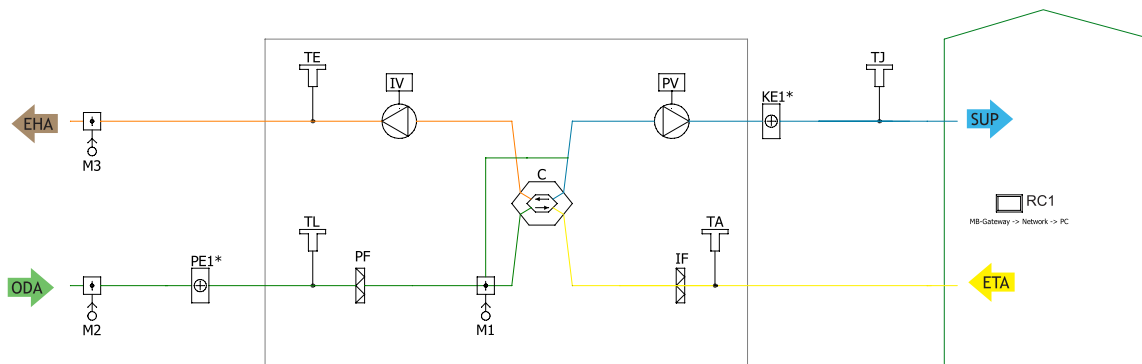 TE
IV
PV
TJ
KE1*
EHA
SUP
M3
C
RC1
MB-Gateway -> Network -> PC
TL
TA
PE1*
PF
IF
ODA
ETA
M2
M1